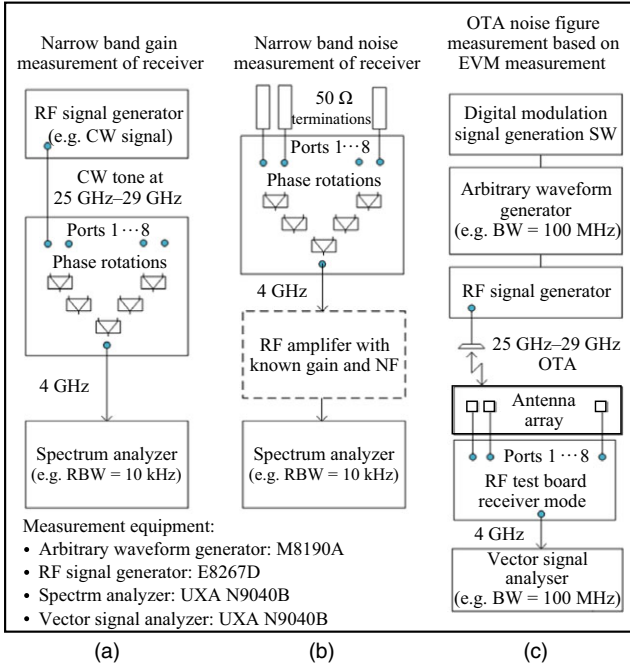 Narrow band gain
measurement of receiver
RF signal generator
(e.g. CW signal)
CW tone at
25 GHz–29 GHz
Ports 1 ··· 8
Phase rotations
4 GHz
Spectrum analyzer
(e.g. RBW = 10 kHz)
Narrow band noise
measurement of receiver
50 Ω
terminations
Ports 1 ··· 8
Phase rotations
4 GHz
RF amplifer with
known gain and NF
Spectrum analyzer
(e.g. RBW = 10 kHz)
OTA noise figure
measurement based on
EVM measurement
Digital modulation
signal generation SW
Arbitrary waveform
generator
(e.g. BW = 100 MHz)
RF signal generator
25 GHz–29 GHz
OTA
Antenna
array
Ports 1 ··· 8
RF test board
receiver mode
4 GHz
Vector signal
analyser
(e.g. BW = 100 MHz)
Measurement equipment:
• Arbitrary waveform generator: M8190A
• RF signal generator: E8267D
• Spectrm analyzer: UXA N9040B
• Vector signal analyzer: UXA N9040B
(a)
(b)
(c)